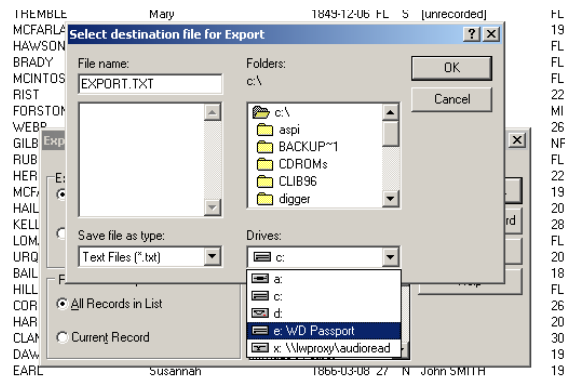 TREMBLE Mary 1849-12-06 FL S [unrecorded] FL
MCFARLA 19
Select destination file for Export
HAWSON FL
BRADY FL
MCINTOS FL
RIST 22
FORSTON MI
WEBB 26
GILB NF
RUB FL
HER 22
MCF 19
HAIL 20
KELL rd 28
LOM FL
URQ 20
BAIL 18
HILL FL
COR 26
HAR 20
CLAN 30
DAW 19
EARL Susannah 1866-03-08 27 N John SMITH 19
File name:
EXPORT.TXT
Folders:
c:\
OK
Cancel
c:\
aspi
BACKUP~1
CDROMs
CLIB96
digger
Save file as type:
Text Files (*.txt)
Drives:
c:
a:
c:
d:
e: WD Passport
x: \\lwproxy\audioread
Exp
All Records in List
Current Record